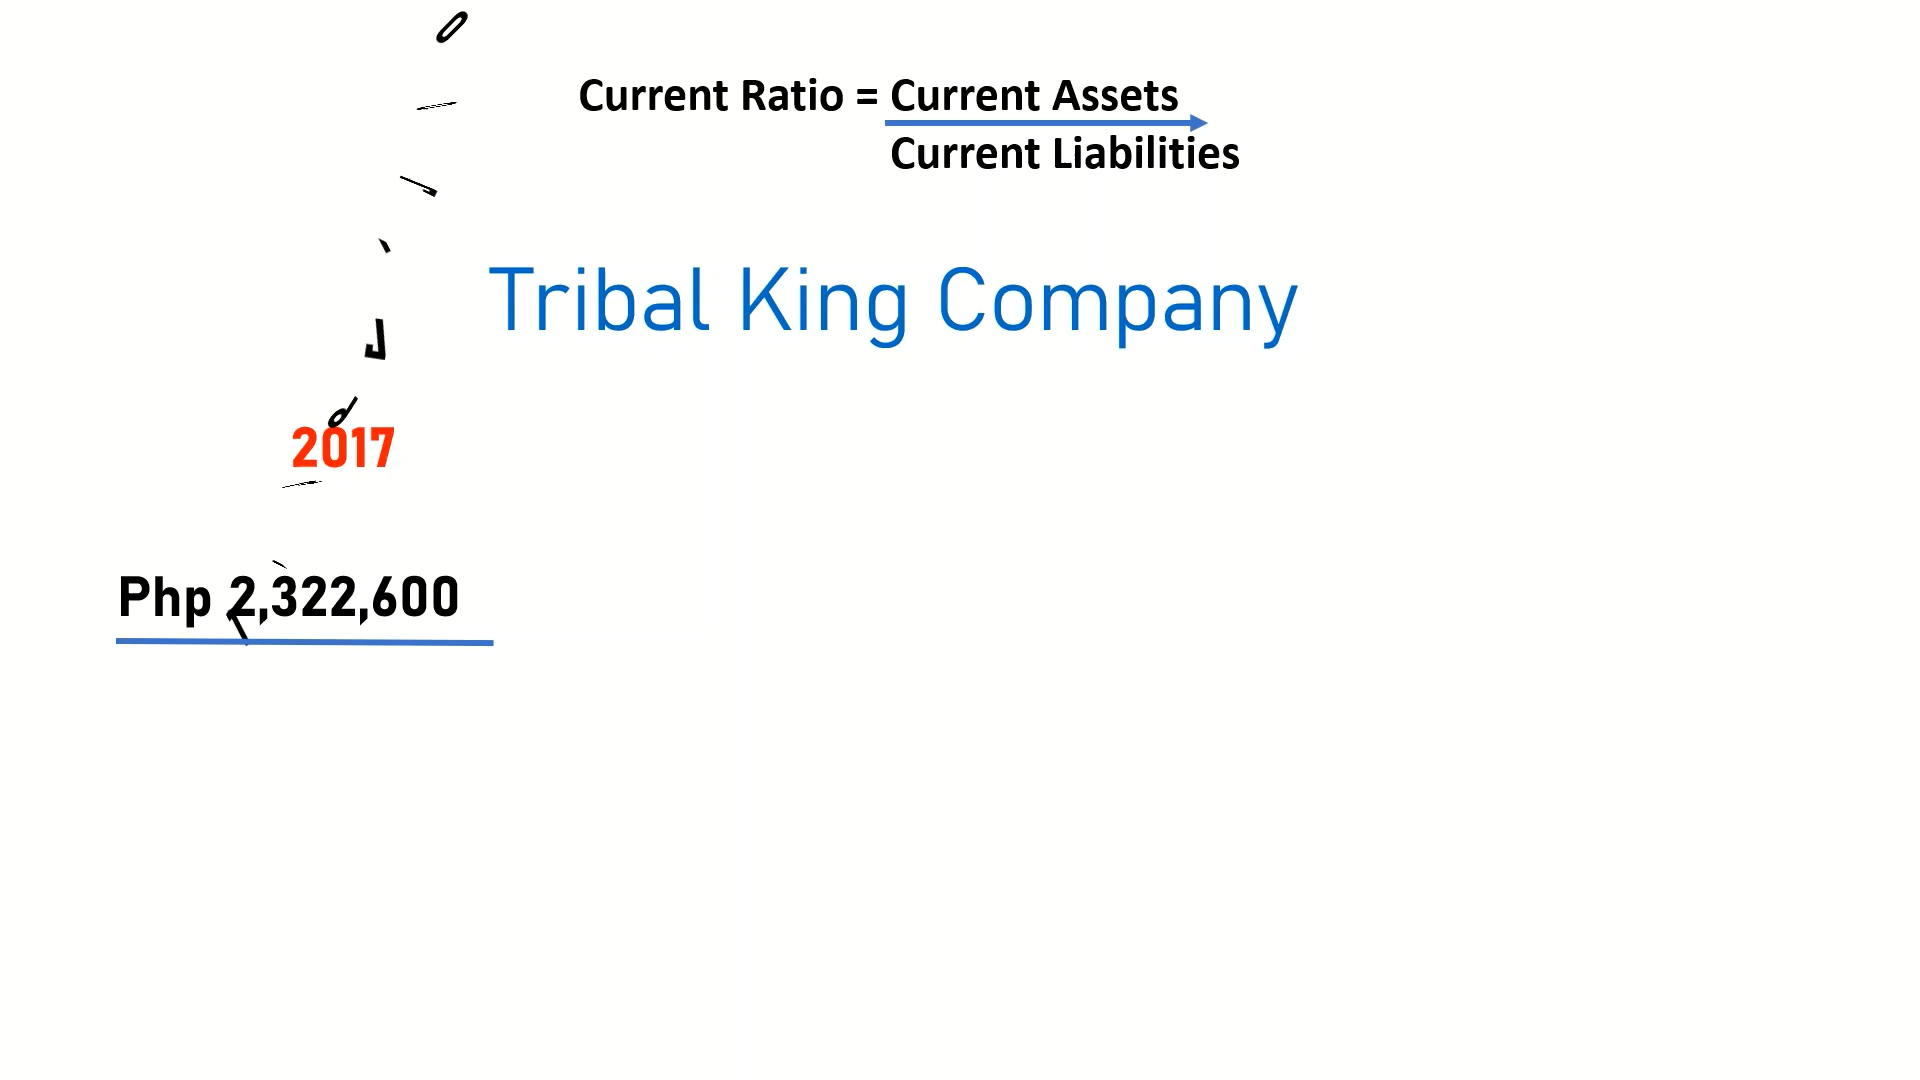 Current Ratio = Current Assets
Current Liabilities
Tribal King Company
2017
Php 2,322,600